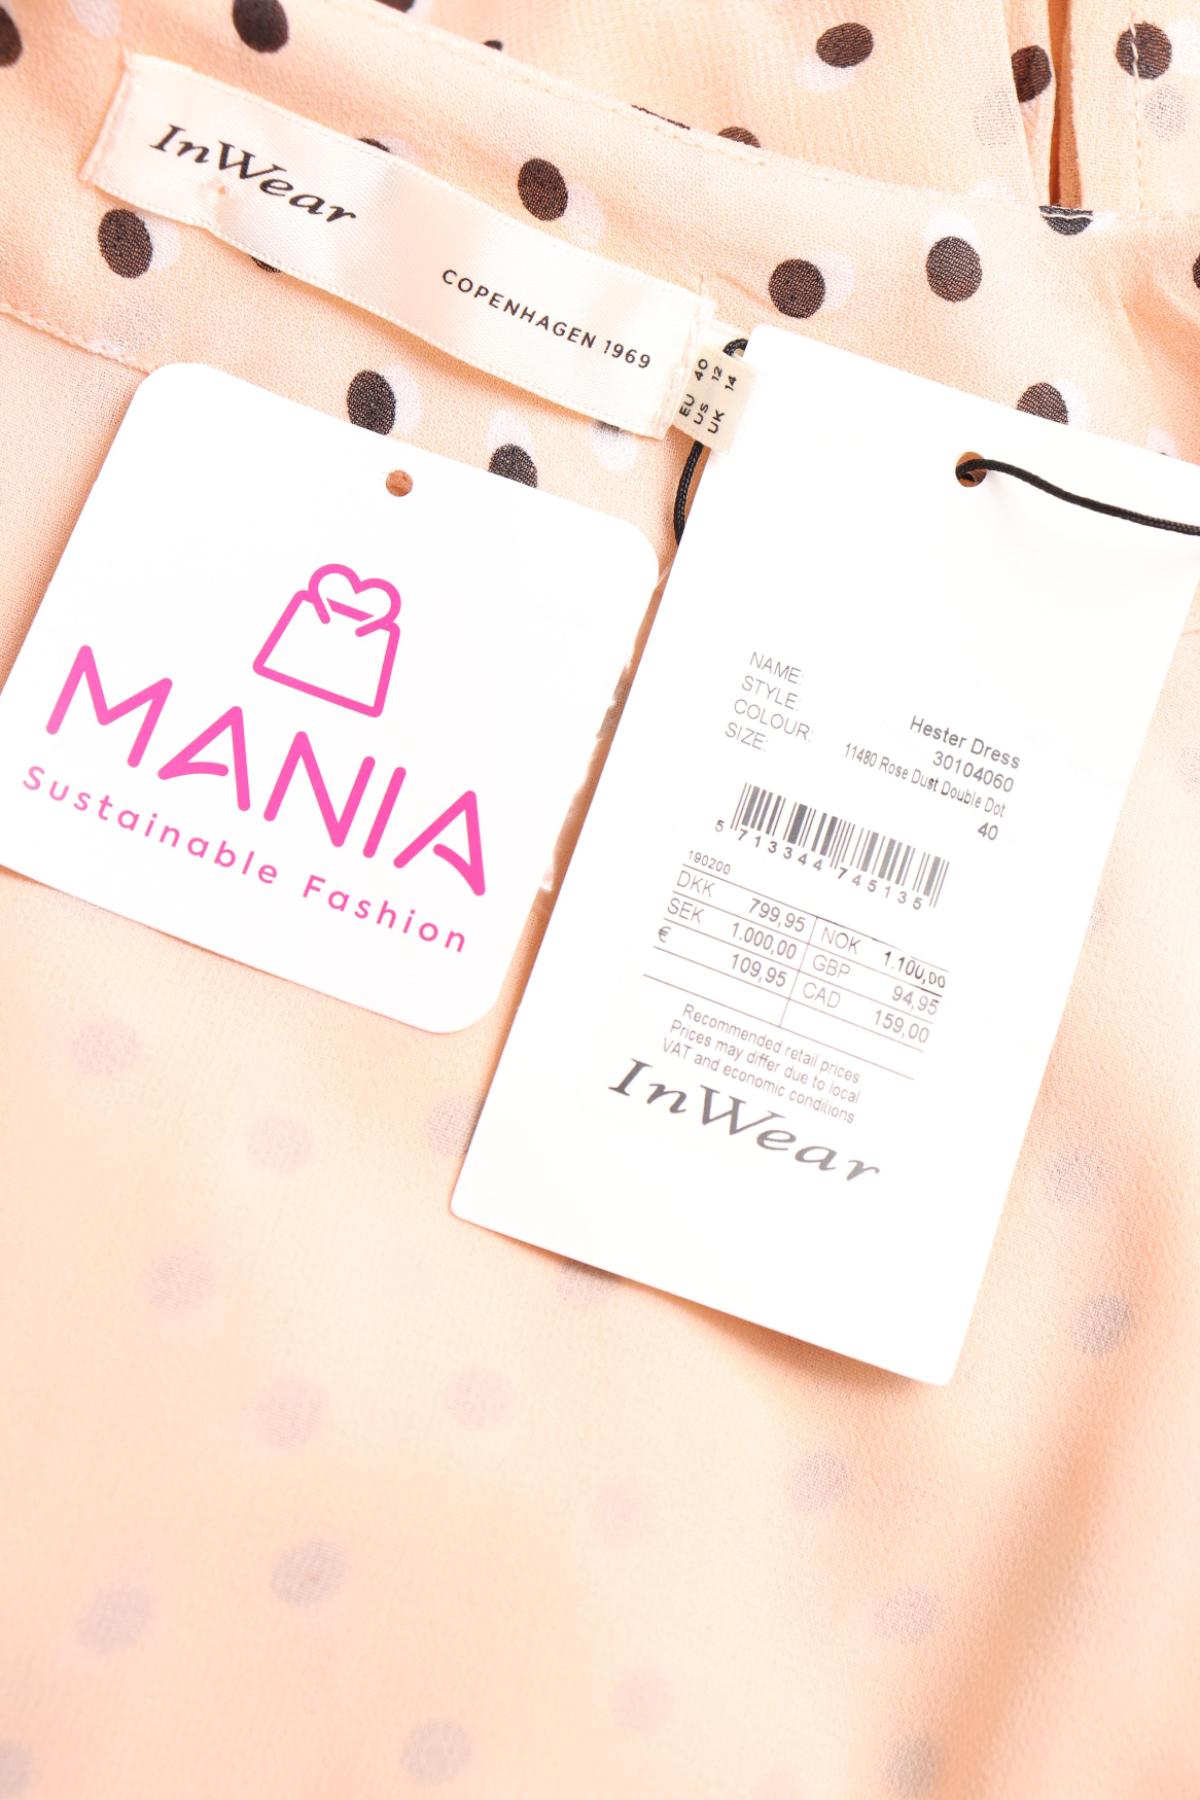 InWear
COPENHAGEN 1969
EU 40
US 12
UK 14
MANIA
Sustainable Fashion
NAME: Hester Dress
STYLE: 30104060
COLOUR: 11480 Rose Dust Double Dot
SIZE: 40
5 713344 745135
190200
DKK 799,95 NOK 1.100,00
SEK 1.000,00 GBP 94,95
€ 109,95 CAD 159,00
Recommended retail prices
Prices may differ due to local
VAT and economic conditions
InWear